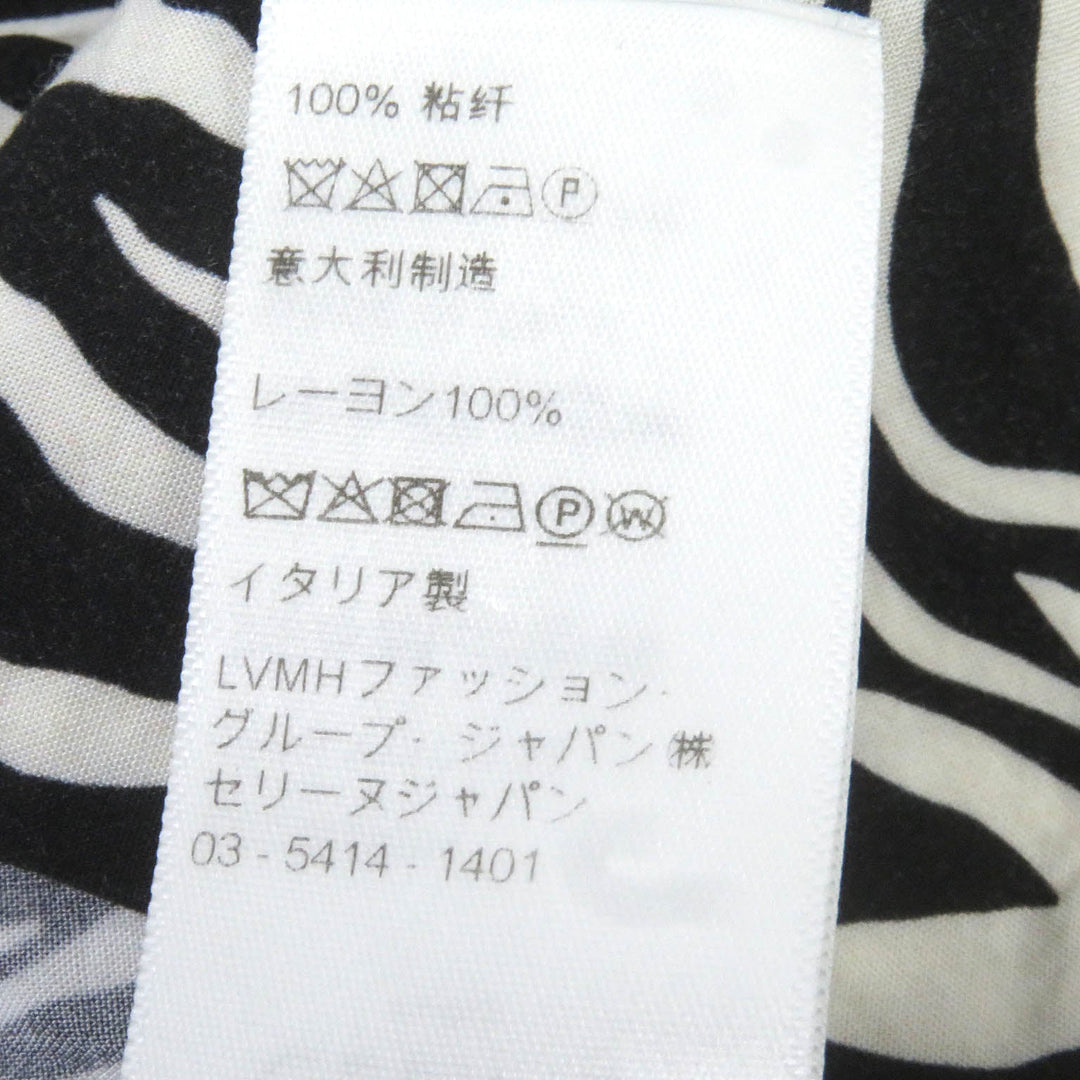 100% 粘纤
P
意大利制造
レーヨン100%
P W
イタリア製
LVMHファッション·
グループ·ジャパン㈱
セリーヌジャパン
03-5414-1401